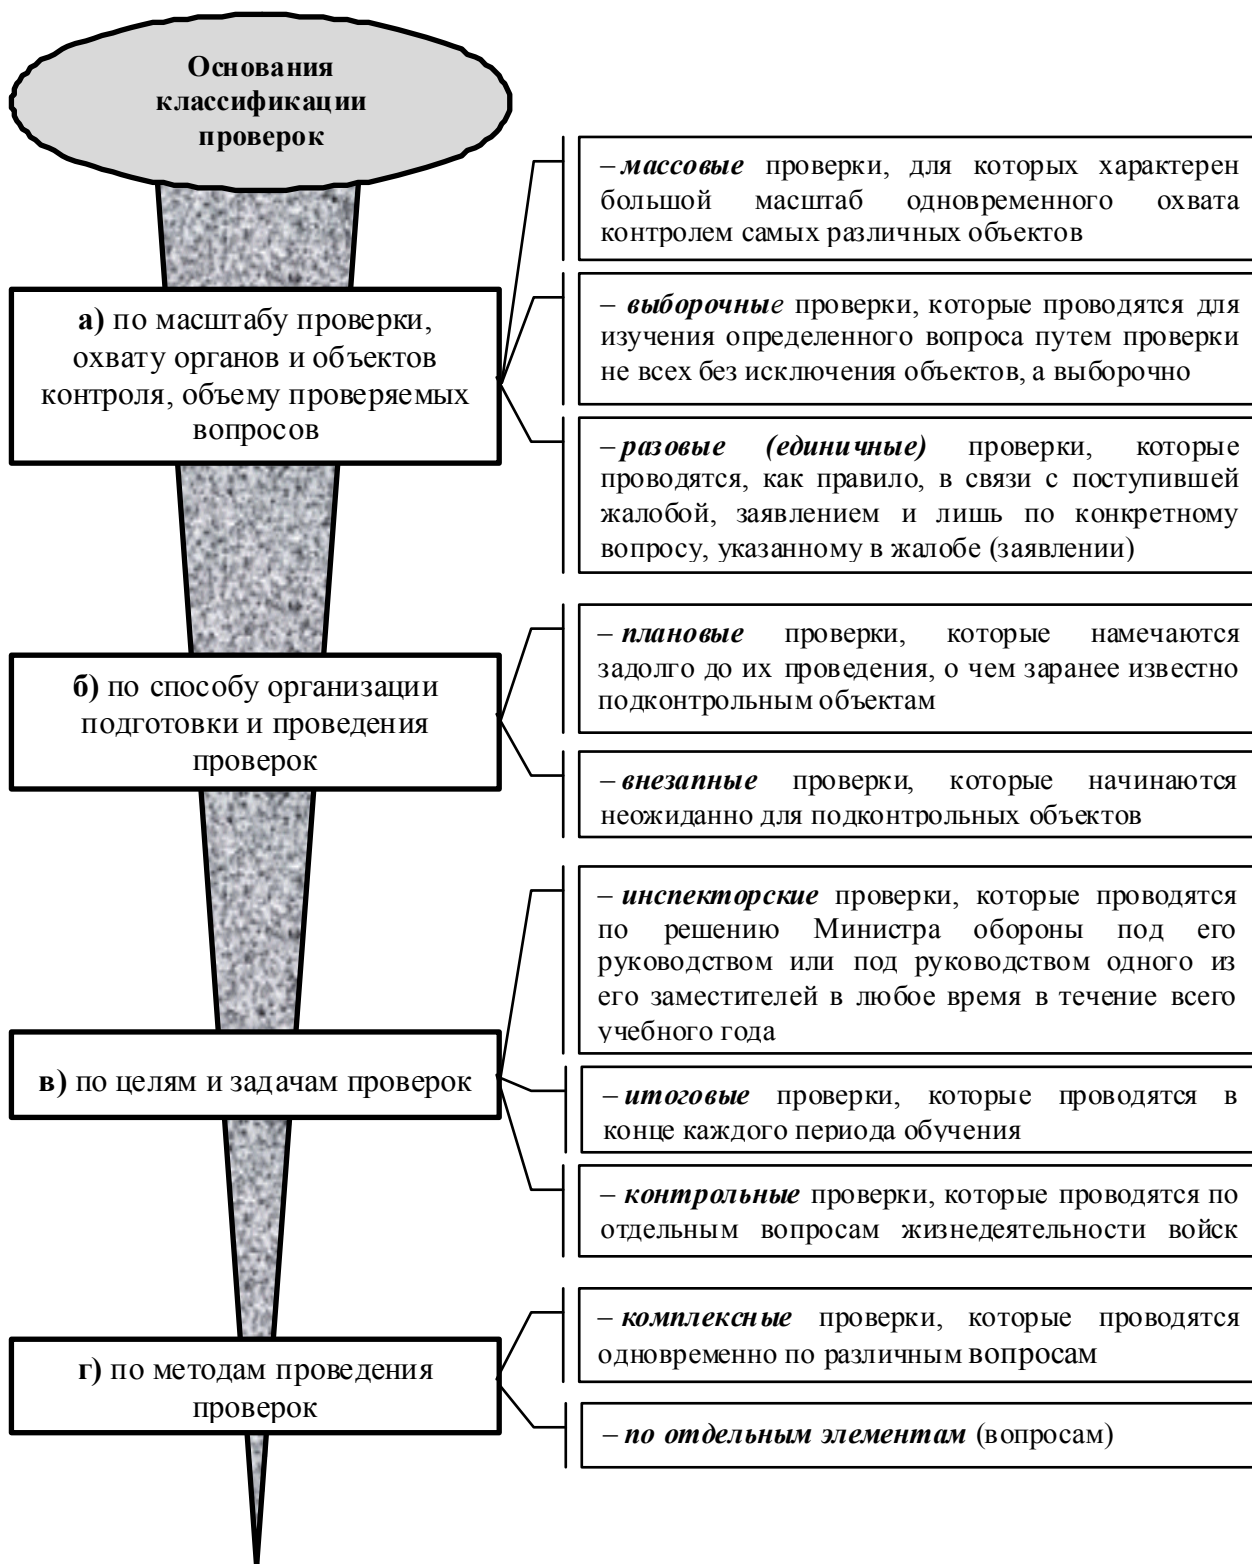 Основания
классификации
проверок
а) по масштабу проверки,
охвату органов и объектов
контроля, объему проверяемых
вопросов
– массовые проверки, для которых характерен
большой масштаб одновременного охвата
контролем самых различных объектов
– выборочные проверки, которые проводятся для
изучения определенного вопроса путем проверки
не всех без исключения объектов, а выборочно
– разовые (единичные) проверки, которые
проводятся, как правило, в связи с поступившей
жалобой, заявлением и лишь по конкретному
вопросу, указанному в жалобе (заявлении)
б) по способу организации
подготовки и проведения
проверок
– плановые проверки, которые намечаются
задолго до их проведения, о чем заранее известно
подконтрольным объектам
– внезапные проверки, которые начинаются
неожиданно для подконтрольных объектов
в) по целям и задачам проверок
– инспекторские проверки, которые проводятся
по решению Министра обороны под его
руководством или под руководством одного из
его заместителей в любое время в течение всего
учебного года
– итоговые проверки, которые проводятся в
конце каждого периода обучения
– контрольные проверки, которые проводятся по
отдельным вопросам жизнедеятельности войск
г) по методам проведения
проверок
– комплексные проверки, которые проводятся
одновременно по различным вопросам
– по отдельным элементам (вопросам)